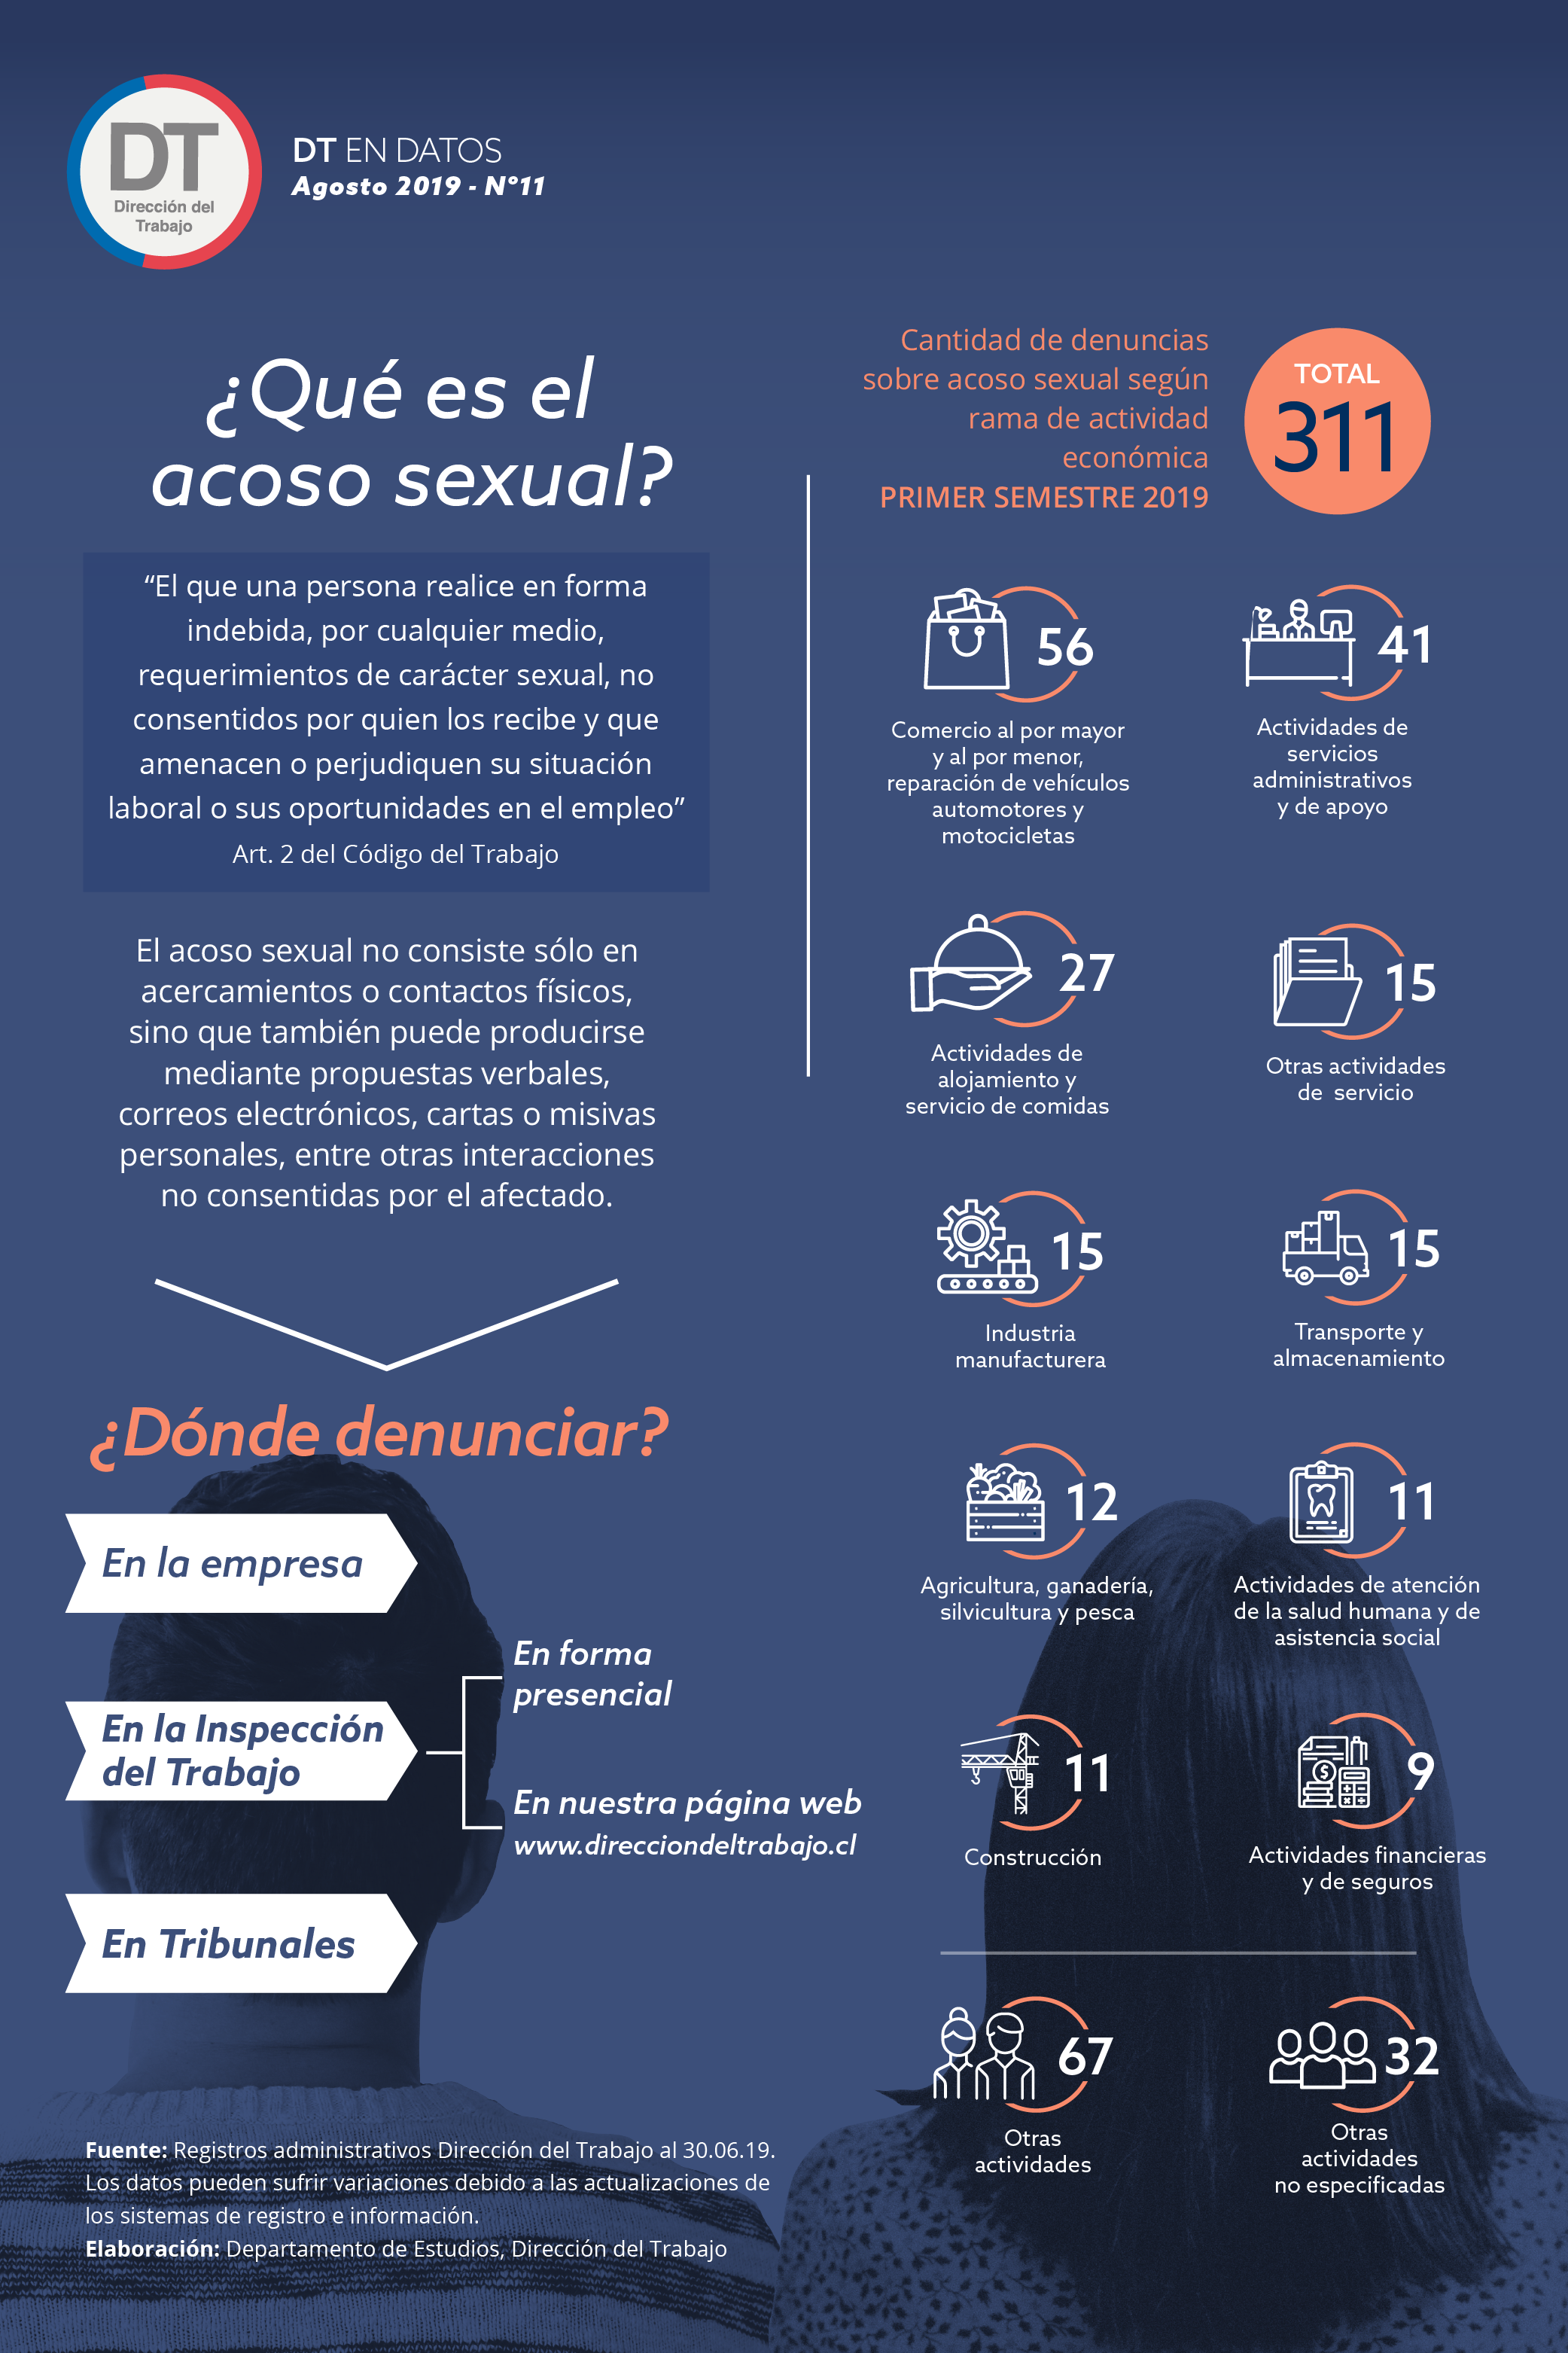 DT
Dirección del
Trabajo
DT EN DATOS
Agosto 2019 - Nº11
¿Qué es el
acoso sexual?
“El que una persona realice en forma
indebida, por cualquier medio,
requerimientos de carácter sexual, no
consentidos por quien los recibe y que
amenacen o perjudiquen su situación
laboral o sus oportunidades en el empleo”
Art. 2 del Código del Trabajo
El acoso sexual no consiste sólo en
acercamientos o contactos físicos,
sino que también puede producirse
mediante propuestas verbales,
correos electrónicos, cartas o misivas
personales, entre otras interacciones
no consentidas por el afectado.
¿Dónde denunciar?
En la empresa
En la Inspección
del Trabajo
En forma
presencial
En nuestra página web
www.direcciondeltrabajo.cl
En Tribunales
Fuente: Registros administrativos Dirección del Trabajo al 30.06.19.
Los datos pueden sufrir variaciones debido a las actualizaciones de
los sistemas de registro e información.
Elaboración: Departamento de Estudios, Dirección del Trabajo
Cantidad de denuncias
sobre acoso sexual según
rama de actividad
económica
PRIMER SEMESTRE 2019
TOTAL
311
56
Comercio al por mayor
y al por menor,
reparación de vehículos
automotores y
motocicletas
41
Actividades de
servicios
administrativos
y de apoyo
27
Actividades de
alojamiento y
servicio de comidas
15
Otras actividades
de servicio
15
Industria
manufacturera
15
Transporte y
almacenamiento
12
Agricultura, ganadería,
silvicultura y pesca
11
Actividades de atención
de la salud humana y de
asistencia social
11
Construcción
9
Actividades financieras
y de seguros
67
Otras
actividades
32
Otras
actividades
no especificadas